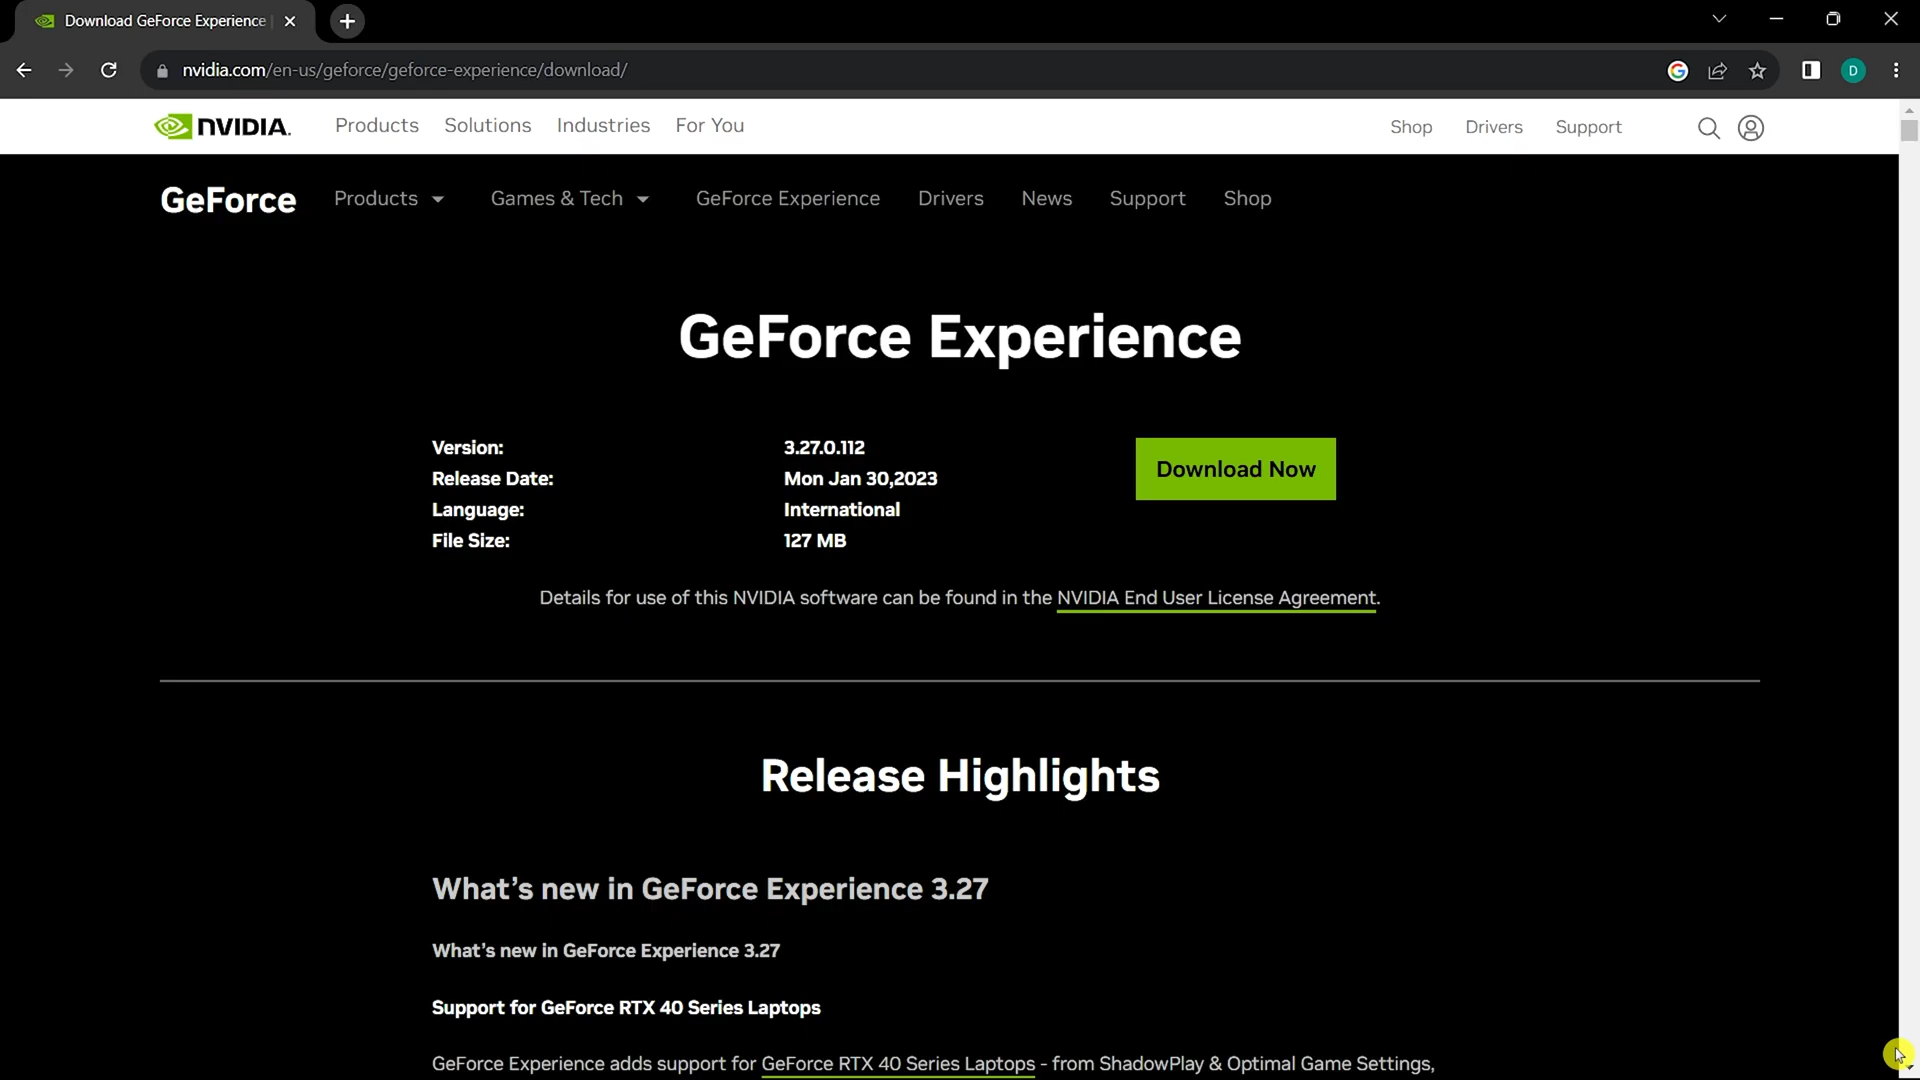 Download GeForce Experience
nvidia.com/en-us/geforce/geforce-experience/download/
D
NVIDIA. Products Solutions Industries For You Shop Drivers Support
GeForce Products Games & Tech GeForce Experience Drivers News Support Shop
GeForce Experience
Version: 3.27.0.112
Download Now
Release Date: Mon Jan 30,2023
Language: International
File Size: 127 MB
Details for use of this NVIDIA software can be found in the NVIDIA End User License Agreement.
Release Highlights
What's new in GeForce Experience 3.27
What's new in GeForce Experience 3.27
Support for GeForce RTX 40 Series Laptops
GeForce Experience adds support for GeForce RTX 40 Series Laptops - from ShadowPlay & Optimal Game Settings,